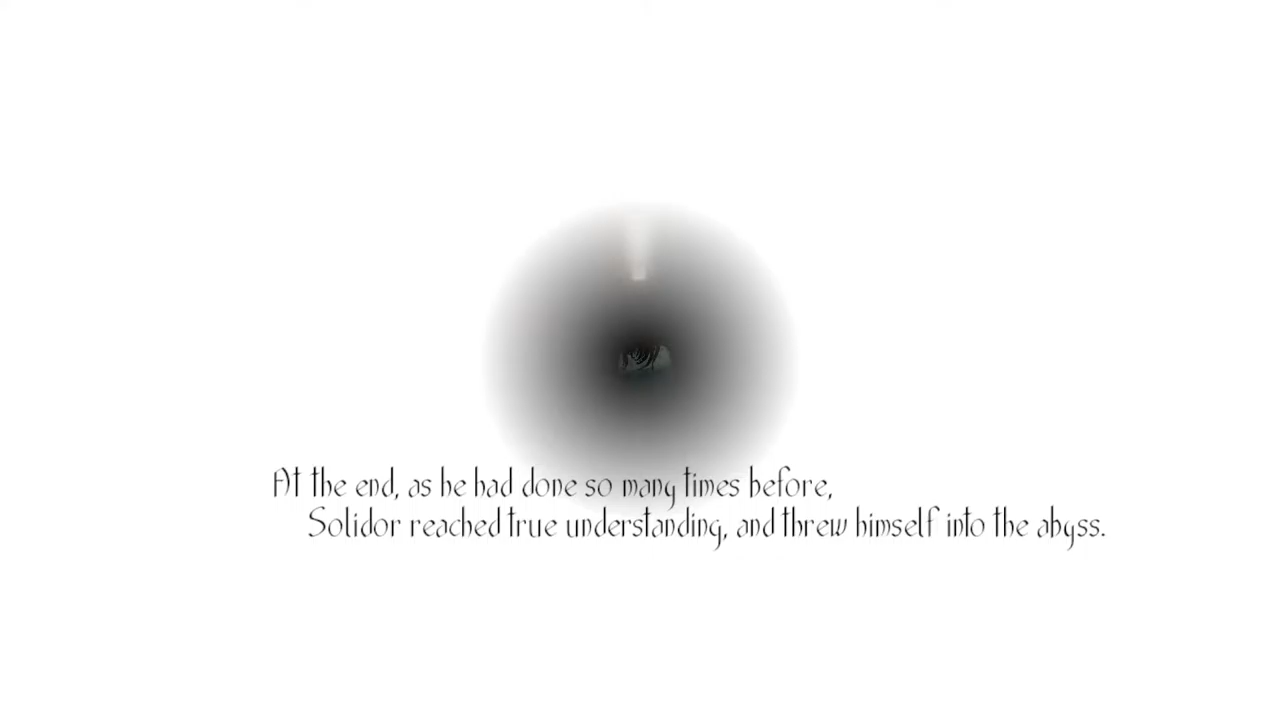 At the end, as he had done so many times before,
Solidor reached true understanding, and threw himself into the abyss.